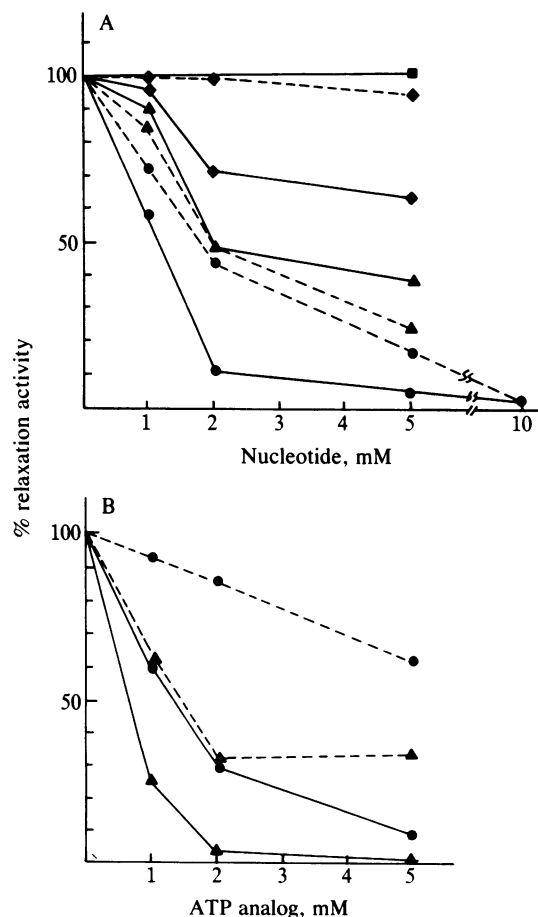 A
100
50
1 2 3 4 5 10
Nucleotide, mM
% relaxation activity
B
100
50
1 2 3 4 5
ATP analog, mM